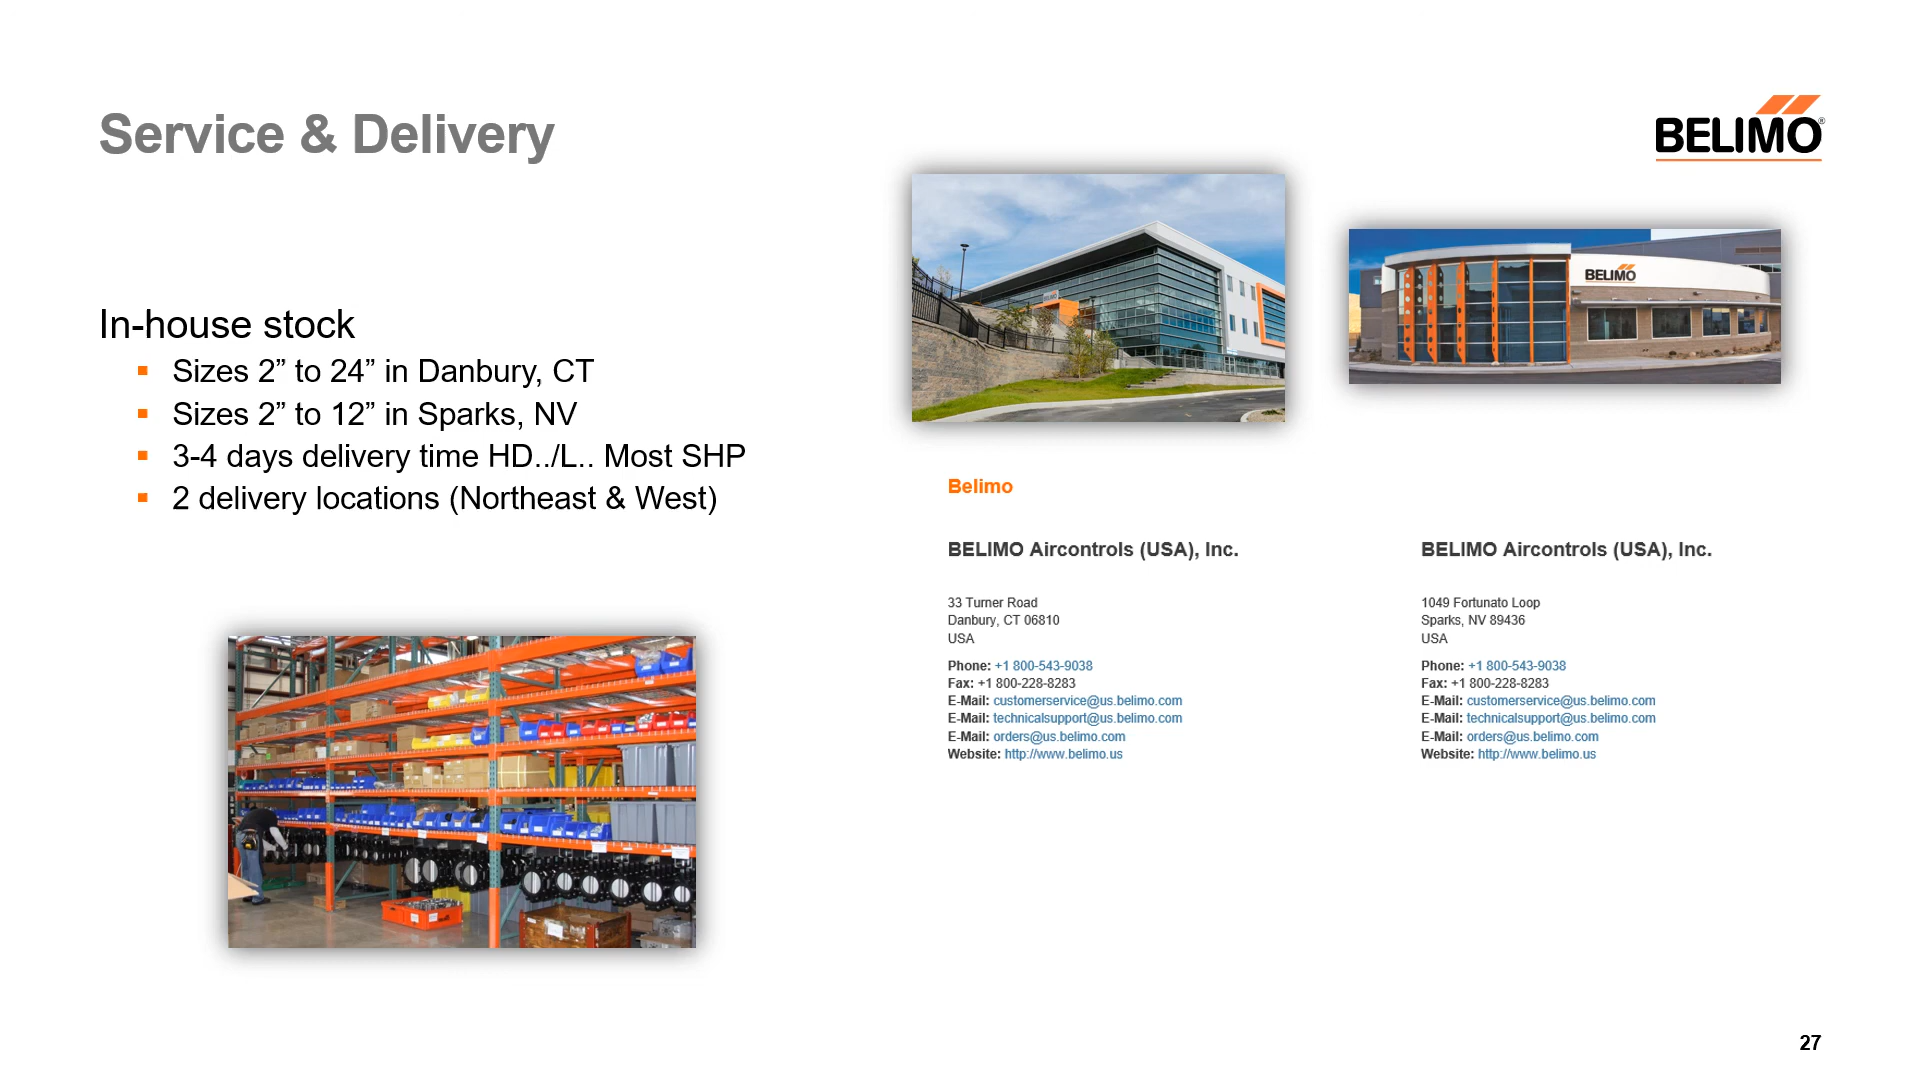 Service & Delivery
BELIMO®
BELIMO
In-house stock
▪ Sizes 2” to 24” in Danbury, CT
▪ Sizes 2” to 12” in Sparks, NV
▪ 3-4 days delivery time HD../L.. Most SHP
▪ 2 delivery locations (Northeast & West)
Belimo
BELIMO Aircontrols (USA), Inc.
33 Turner Road
Danbury, CT 06810
USA
Phone: +1 800-543-9038
Fax: +1 800-228-8283
E-Mail: customerservice@us.belimo.com
E-Mail: technicalsupport@us.belimo.com
E-Mail: orders@us.belimo.com
Website: http://www.belimo.us
BELIMO Aircontrols (USA), Inc.
1049 Fortunato Loop
Sparks, NV 89436
USA
Phone: +1 800-543-9038
Fax: +1 800-228-8283
E-Mail: customerservice@us.belimo.com
E-Mail: technicalsupport@us.belimo.com
E-Mail: orders@us.belimo.com
Website: http://www.belimo.us
27